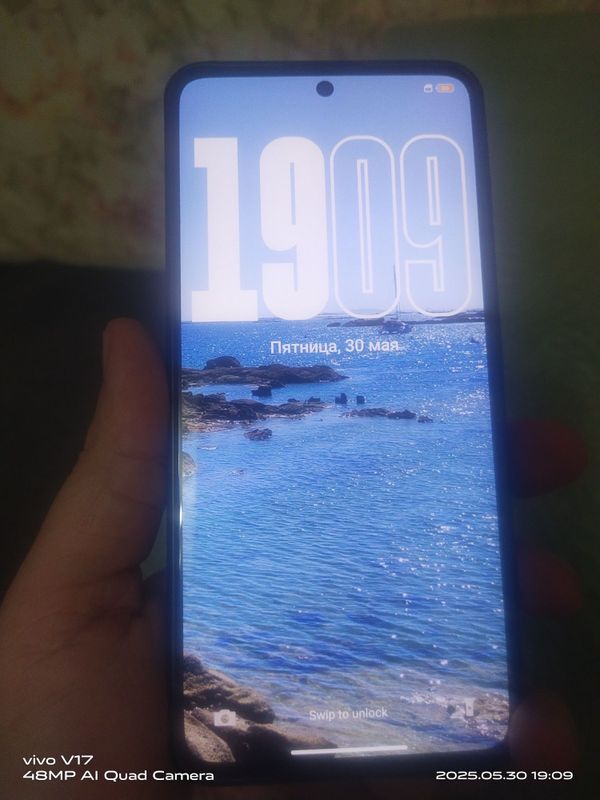 1909
Пятница, 30 мая
Swip to unlock
vivo V17
48MP AI Quad Camera
2025.05.30 19:09